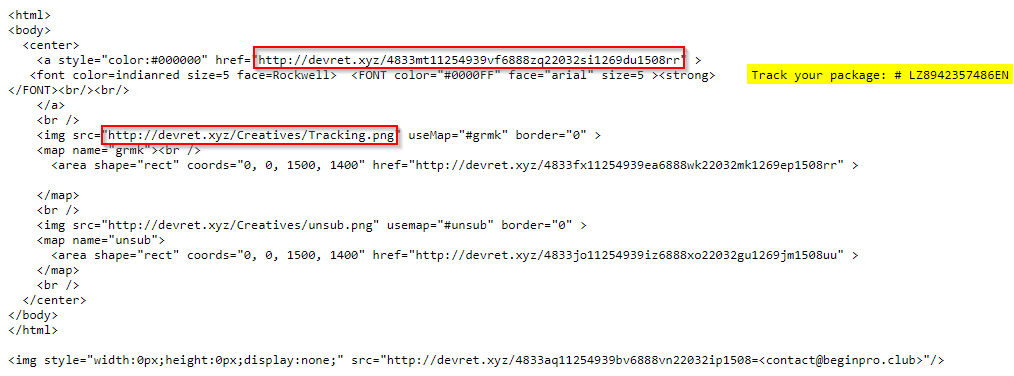 <html>
<body>
<center>
<a style="color:#000000" href="http://devret.xyz/4833mt11254939vf6888zq22032si1269du1508rr" >
<font color=indianred size=5 face=Rockwell> <FONT color="#0000FF" face="arial" size=5 ><strong> Track your package: # LZ8942357486EN
</FONT><br/><br/>
</a>
<br />
<img src="http://devret.xyz/Creatives/Tracking.png" useMap="#grmk" border="0" >
<map name="grmk"><br />
<area shape="rect" coords="0, 0, 1500, 1400" href="http://devret.xyz/4833fx11254939ea6888wk22032mk1269ep1508rr" >
</map>
<br />
<img src="http://devret.xyz/Creatives/unsub.png" usemap="#unsub" border="0" >
<map name="unsub">
<area shape="rect" coords="0, 0, 1500, 1400" href="http://devret.xyz/4833jo11254939iz6888xo22032gu1269jm1508uu" >
</map>
<br />
</center>
</body>
</html>
<img style="width:0px;height:0px;display:none;" src="http://devret.xyz/4833aq11254939bv6888vn22032ip1508=<contact@beginpro.club>"/>